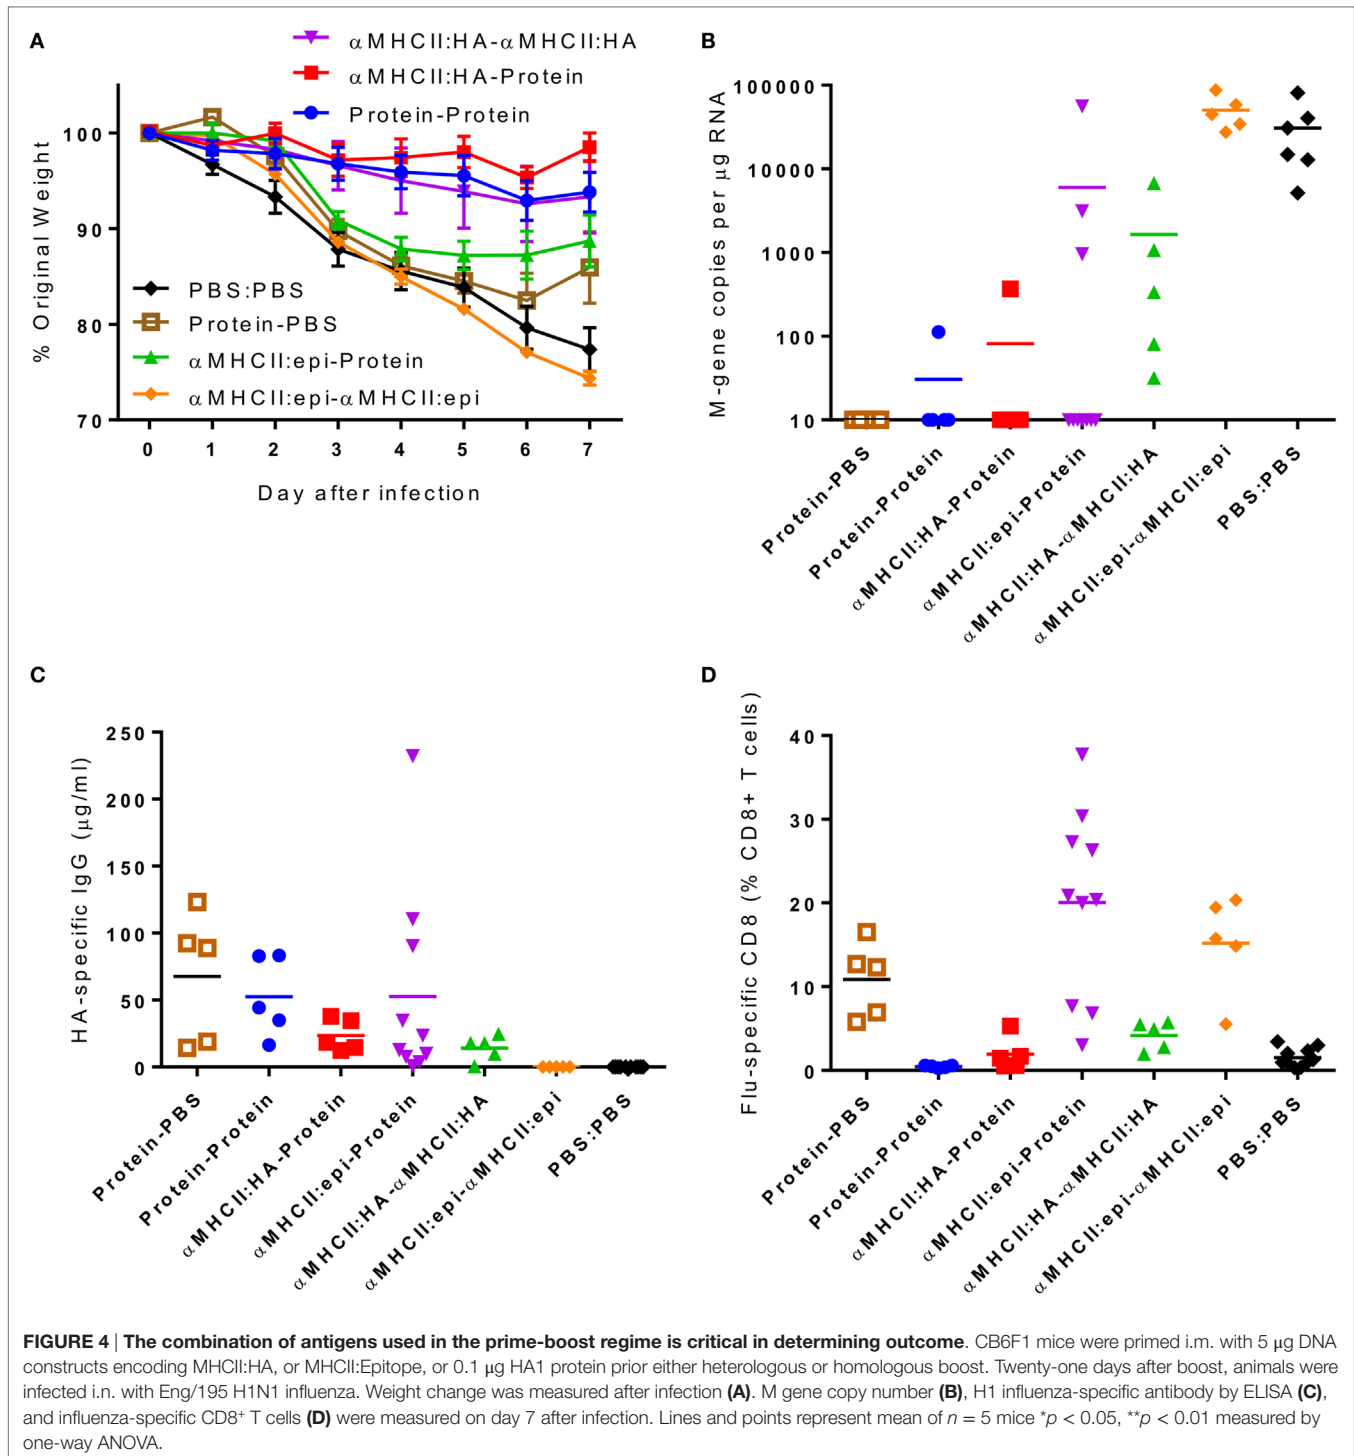 A
αMHCII:HA-αMHCII:HA
αMHCII:HA-Protein
Protein-Protein
% Original Weight
100
90
80
70
PBS:PBS
Protein-PBS
αMHCII:epi-Protein
αMHCII:epi-αMHCII:epi
0 1 2 3 4 5 6 7
Day after infection
B
M-gene copies per μg RNA
100000
10000
1000
100
10
Protein-PBS
Protein-Protein
αMHCII:HA-Protein
αMHCII:epi-Protein
αMHCII:HA-αMHCII:HA
αMHCII:epi-αMHCII:epi
PBS:PBS
C
HA-specific IgG (μg/ml)
250
200
150
100
50
0
Protein-PBS
Protein-Protein
αMHCII:HA-Protein
αMHCII:epi-Protein
αMHCII:HA-αMHCII:HA
αMHCII:epi-αMHCII:epi
PBS:PBS
D
Flu-specific CD8 (% CD8+ T cells)
40
30
20
10
0
Protein-PBS
Protein-Protein
αMHCII:HA-Protein
αMHCII:epi-Protein
αMHCII:HA-αMHCII:HA
αMHCII:epi-αMHCII:epi
PBS:PBS
FIGURE 4 | The combination of antigens used in the prime-boost regime is critical in determining outcome. CB6F1 mice were primed i.m. with 5 μg DNA
constructs encoding MHCII:HA, or MHCII:Epitope, or 0.1 μg HA1 protein prior either heterologous or homologous boost. Twenty-one days after boost, animals were
infected i.n. with Eng/195 H1N1 influenza. Weight change was measured after infection (A). M gene copy number (B), H1 influenza-specific antibody by ELISA (C),
and influenza-specific CD8⁺ T cells (D) were measured on day 7 after infection. Lines and points represent mean of n = 5 mice *p < 0.05, **p < 0.01 measured by
one-way ANOVA.